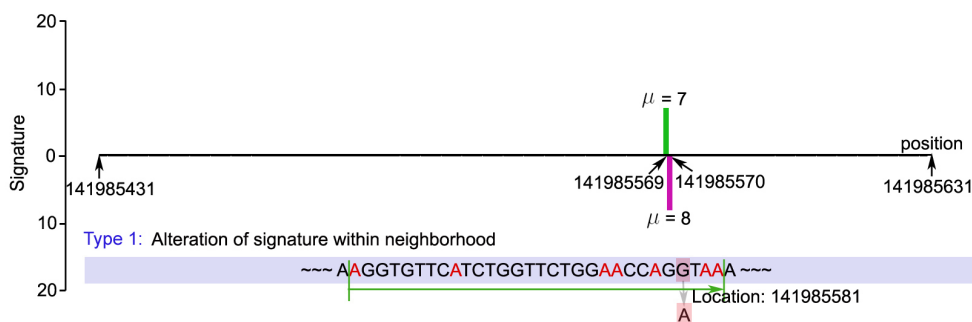 20
10
0
10
20
Signature
μ = 7
position
141985431
141985569
141985570
141985631
μ = 8
Type 1: Alteration of signature within neighborhood
~~~ AAGGTGTTCATCTGGTTCTGGAACCAGGTAAA ~~~
Location: 141985581
A